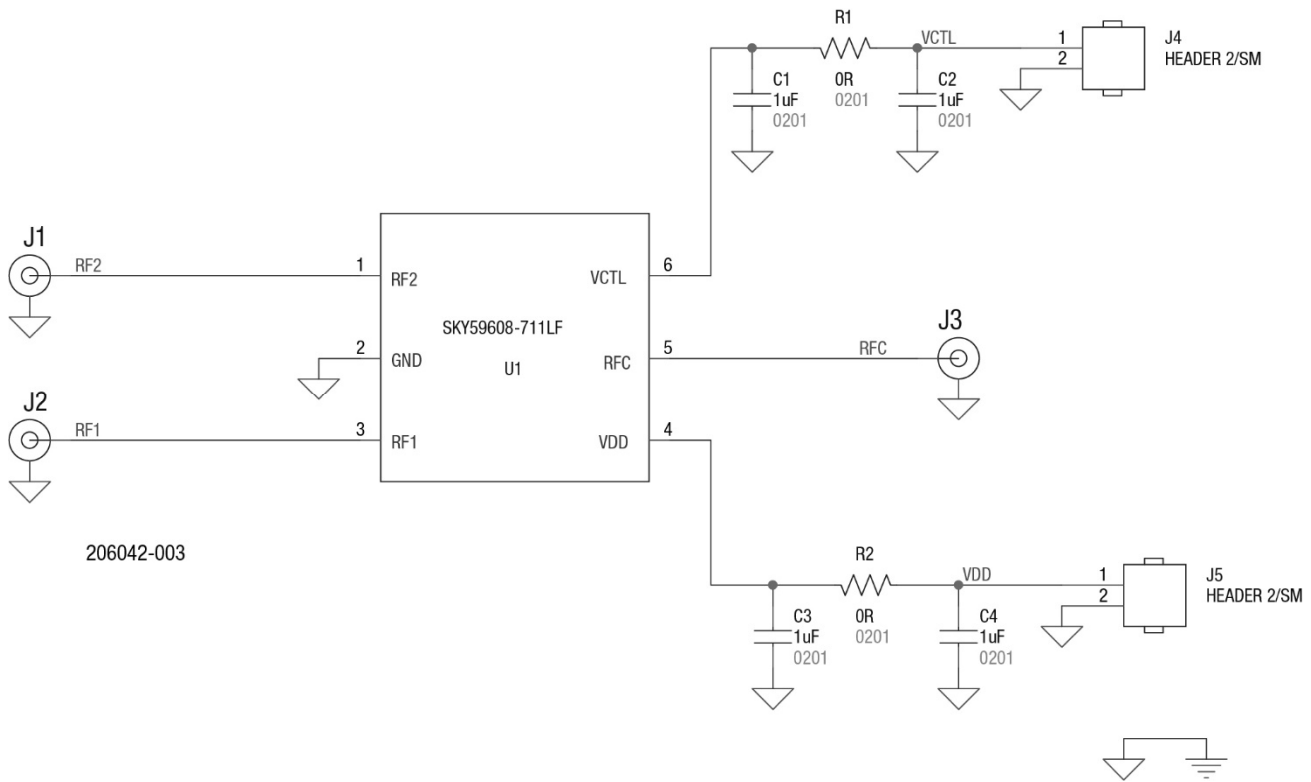 R1
VCTL
1
2
J4
HEADER 2/SM
C1
1uF
0201
0R
0201
C2
1uF
0201
J1
RF2
1
RF2
VCTL
6
SKY59608-711LF
U1
2
GND
RFC
5
RFC
J3
J2
RF1
3
RF1
VDD
4
206042-003
R2
VDD
1
2
J5
HEADER 2/SM
C3
1uF
0201
0R
0201
C4
1uF
0201